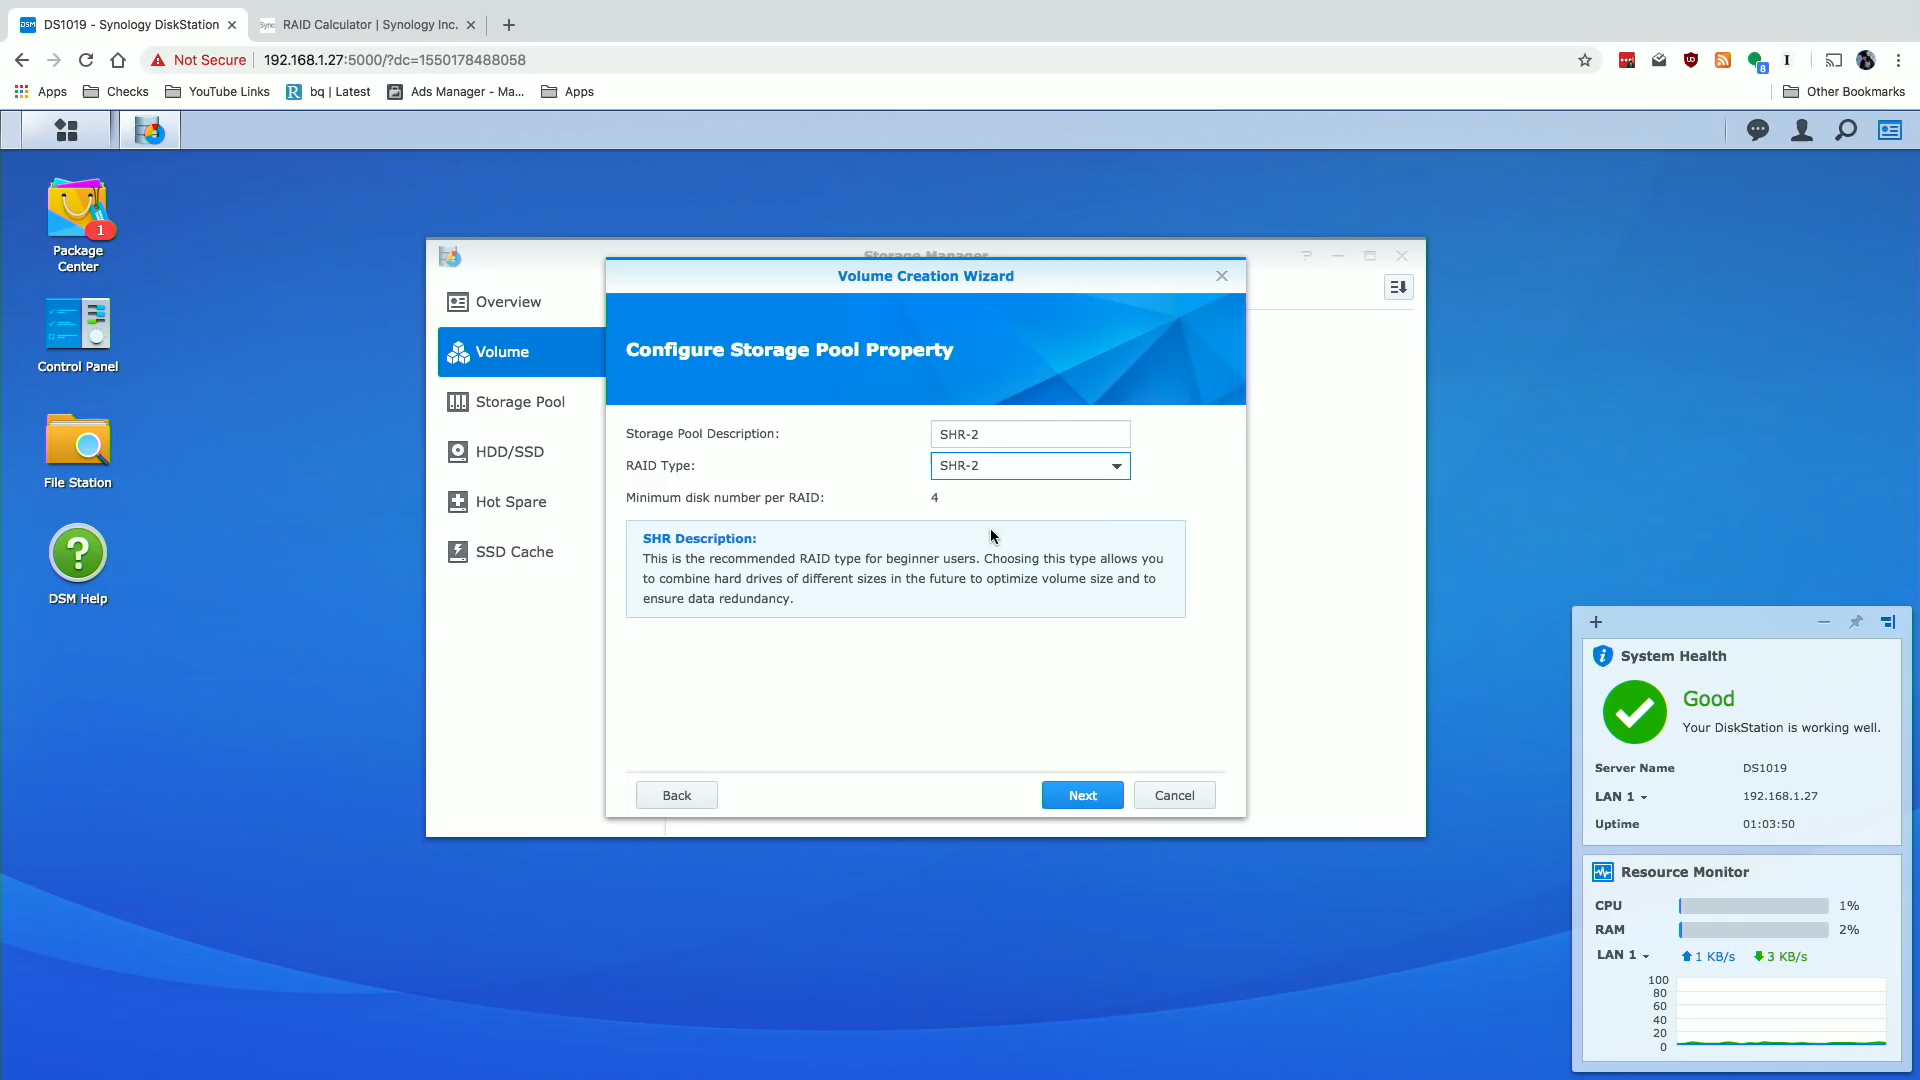 DS1019 - Synology DiskStation
RAID Calculator | Synology Inc.
Not Secure
192.168.1.27:5000/?dc=1550178488058
8
Apps
Checks
YouTube Links
bq | Latest
Ads Manager - Ma...
Apps
Other Bookmarks
1
Package
Center
Control Panel
File Station
DSM Help
Storage Manager
Overview
Volume
Storage Pool
HDD/SSD
Hot Spare
SSD Cache
Volume Creation Wizard
Configure Storage Pool Property
Storage Pool Description: SHR-2
RAID Type: SHR-2
Minimum disk number per RAID: 4
SHR Description:
This is the recommended RAID type for beginner users. Choosing this type allows you
to combine hard drives of different sizes in the future to optimize volume size and to
ensure data redundancy.
Back
Next
Cancel
System Health
Good
Your DiskStation is working well.
Server Name DS1019
LAN 1 192.168.1.27
Uptime 01:03:50
Resource Monitor
CPU 1%
RAM 2%
LAN 1 1 KB/s 3 KB/s
100
80
60
40
20
0